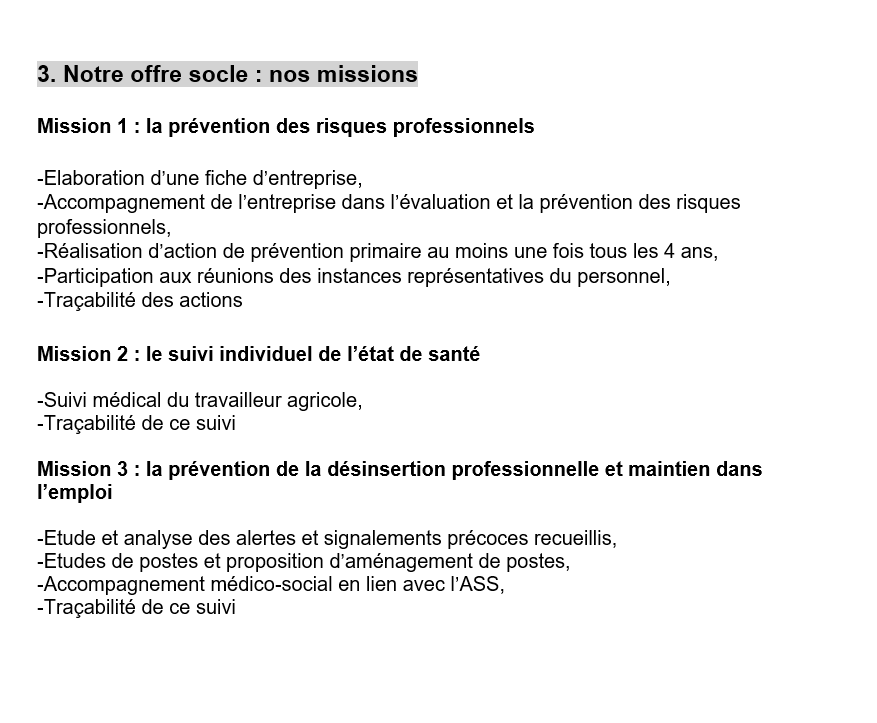 3. Notre offre socle : nos missions
Mission 1 : la prévention des risques professionnels
-Elaboration d’une fiche d’entreprise,
-Accompagnement de l’entreprise dans l’évaluation et la prévention des risques
professionnels,
-Réalisation d’action de prévention primaire au moins une fois tous les 4 ans,
-Participation aux réunions des instances représentatives du personnel,
-Traçabilité des actions
Mission 2 : le suivi individuel de l’état de santé
-Suivi médical du travailleur agricole,
-Traçabilité de ce suivi
Mission 3 : la prévention de la désinsertion professionnelle et maintien dans
l’emploi
-Etude et analyse des alertes et signalements précoces recueillis,
-Etudes de postes et proposition d’aménagement de postes,
-Accompagnement médico-social en lien avec l’ASS,
-Traçabilité de ce suivi